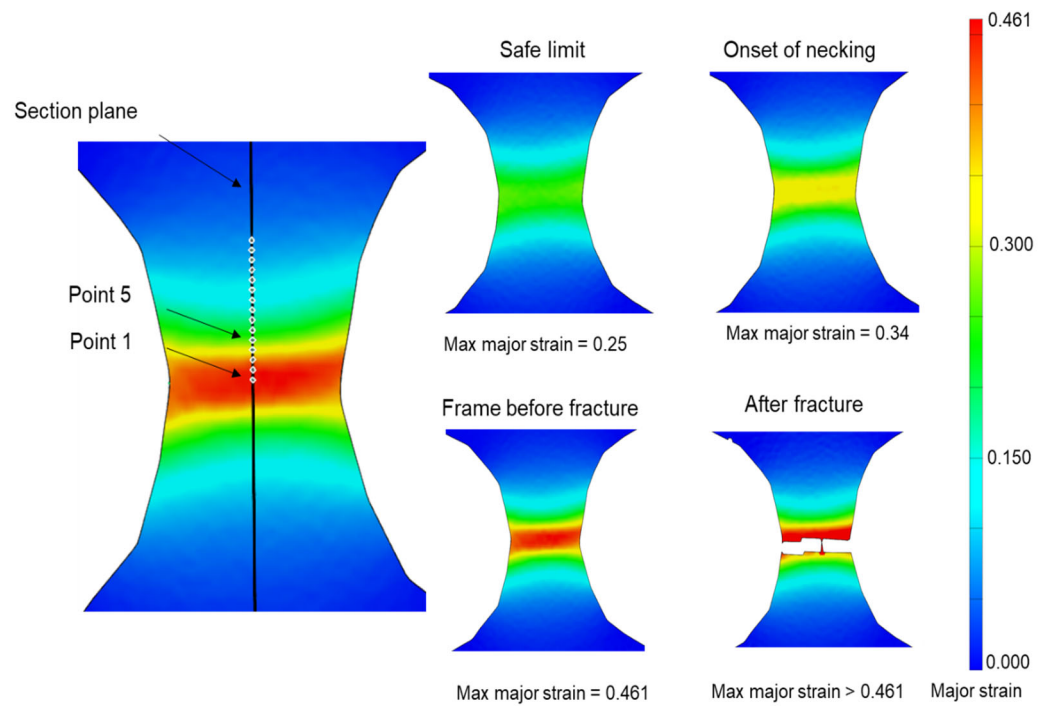 Section plane
Point 5
Point 1
Safe limit
Max major strain = 0.25
Onset of necking
Max major strain = 0.34
Frame before fracture
Max major strain = 0.461
After fracture
Max major strain > 0.461
0.461
0.300
0.150
0.000
Major strain